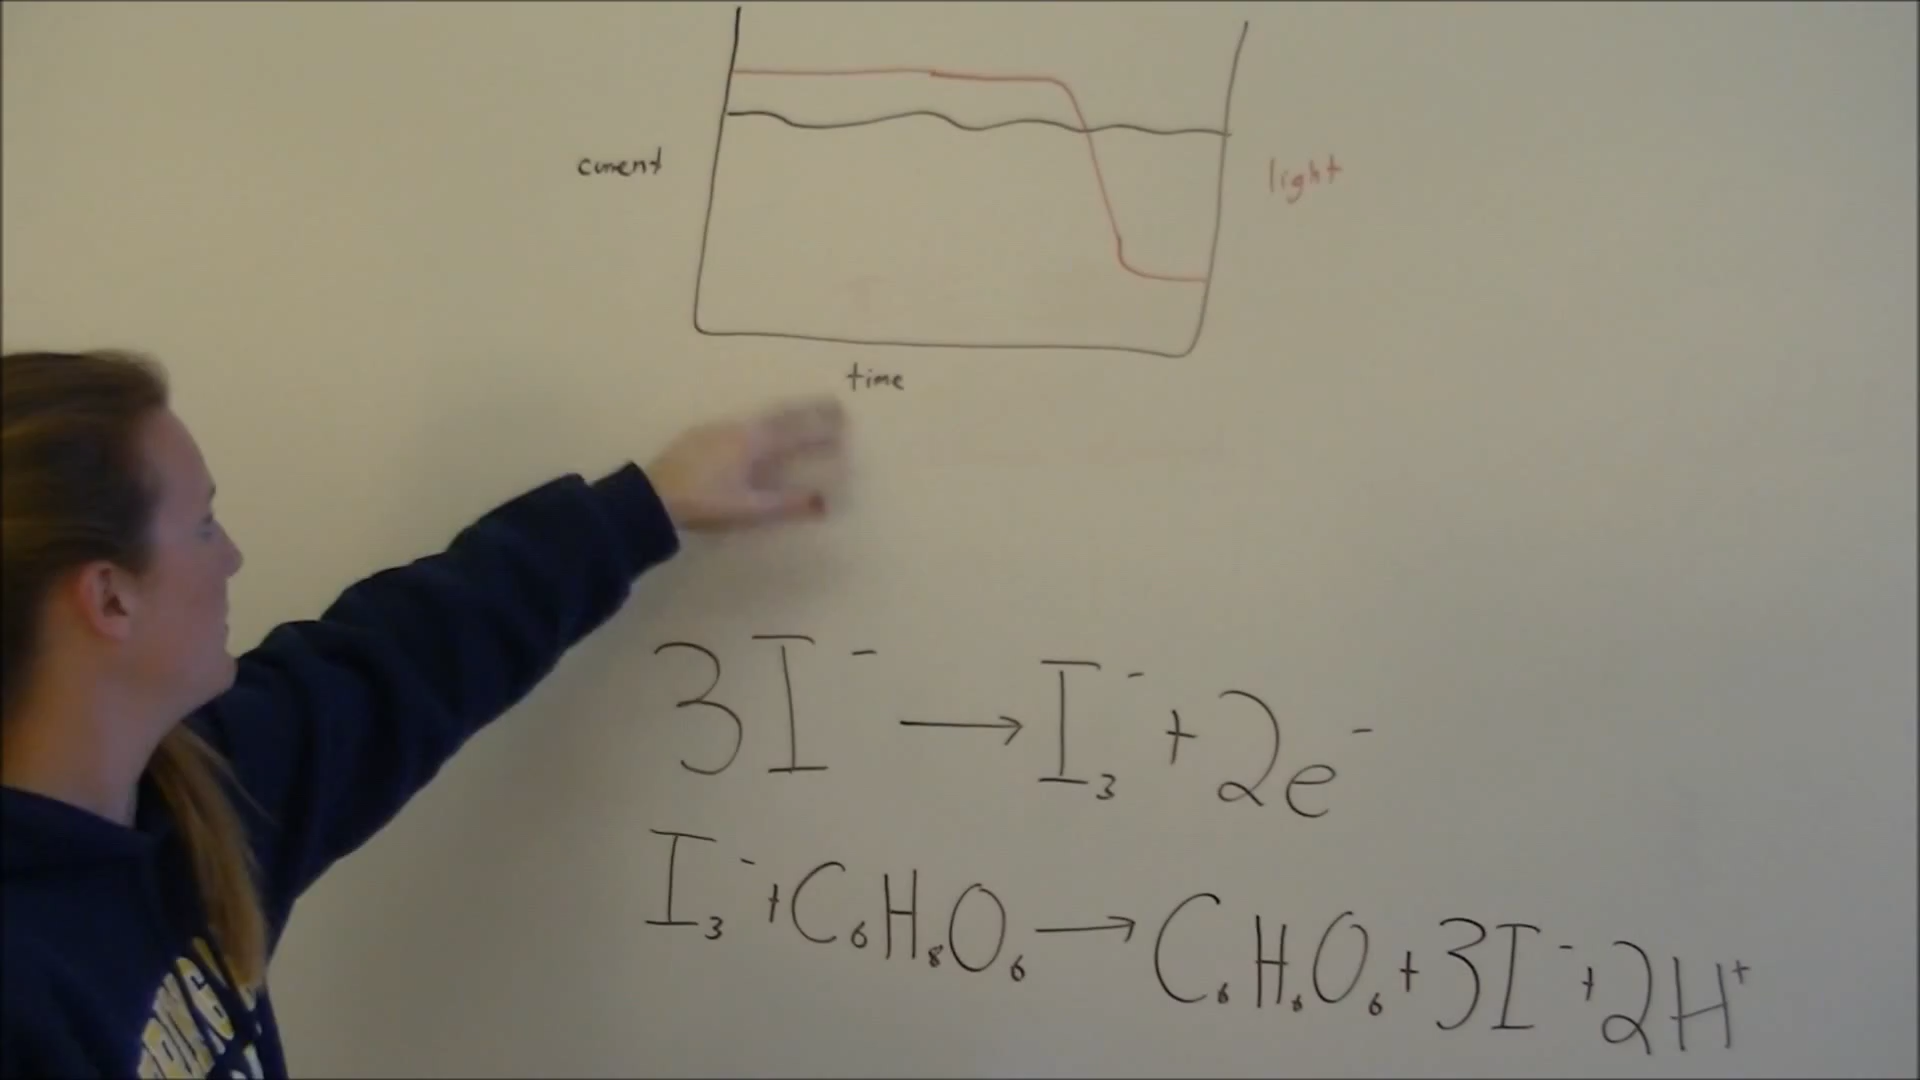 current
light
time
3I⁻ → I₃⁻ + 2e⁻
I₃⁻ + C₆H₈O₆ → C₆H₆O₆ + 3I⁻ + 2H⁺